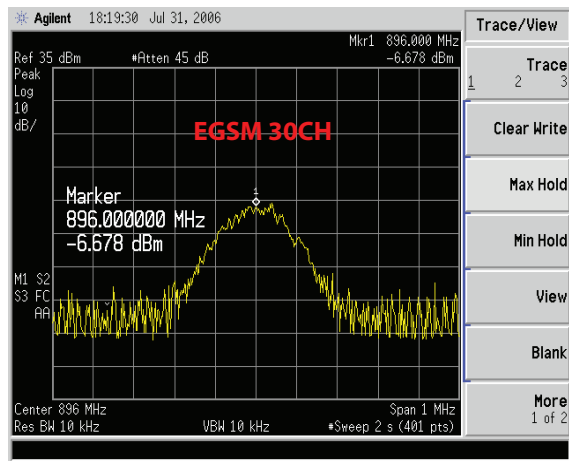 Agilent 18:19:30 Jul 31, 2006
Trace/View
Mkr1 896.000 MHz
Ref 35 dBm #Atten 45 dB -6.678 dBm
Peak
Log
10
dB/
EGSM 30CH
1
Marker
896.000000 MHz
-6.678 dBm
M1 S2
S3 FC
AA
Center 896 MHz Span 1 MHz
Res BW 10 kHz VBW 10 kHz #Sweep 2 s (401 pts)
Trace
1 2 3
Clear Write
Max Hold
Min Hold
View
Blank
More
1 of 2